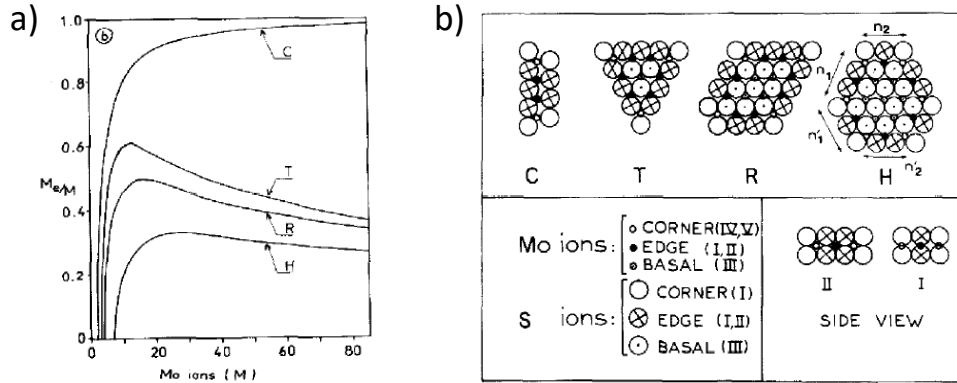 a)
b
1.0
0.8
0.6
0.4
0.2
0
Me/M
C
T
R
H
0 20 40 60 80
Mo ions (M)
b)
n2
n1
n'1
n'2
C T R H
Mo ions:
CORNER (IV,V)
EDGE (I,II)
BASAL (III)
S ions:
CORNER (I)
EDGE (I,II)
BASAL (III)
II I
SIDE VIEW